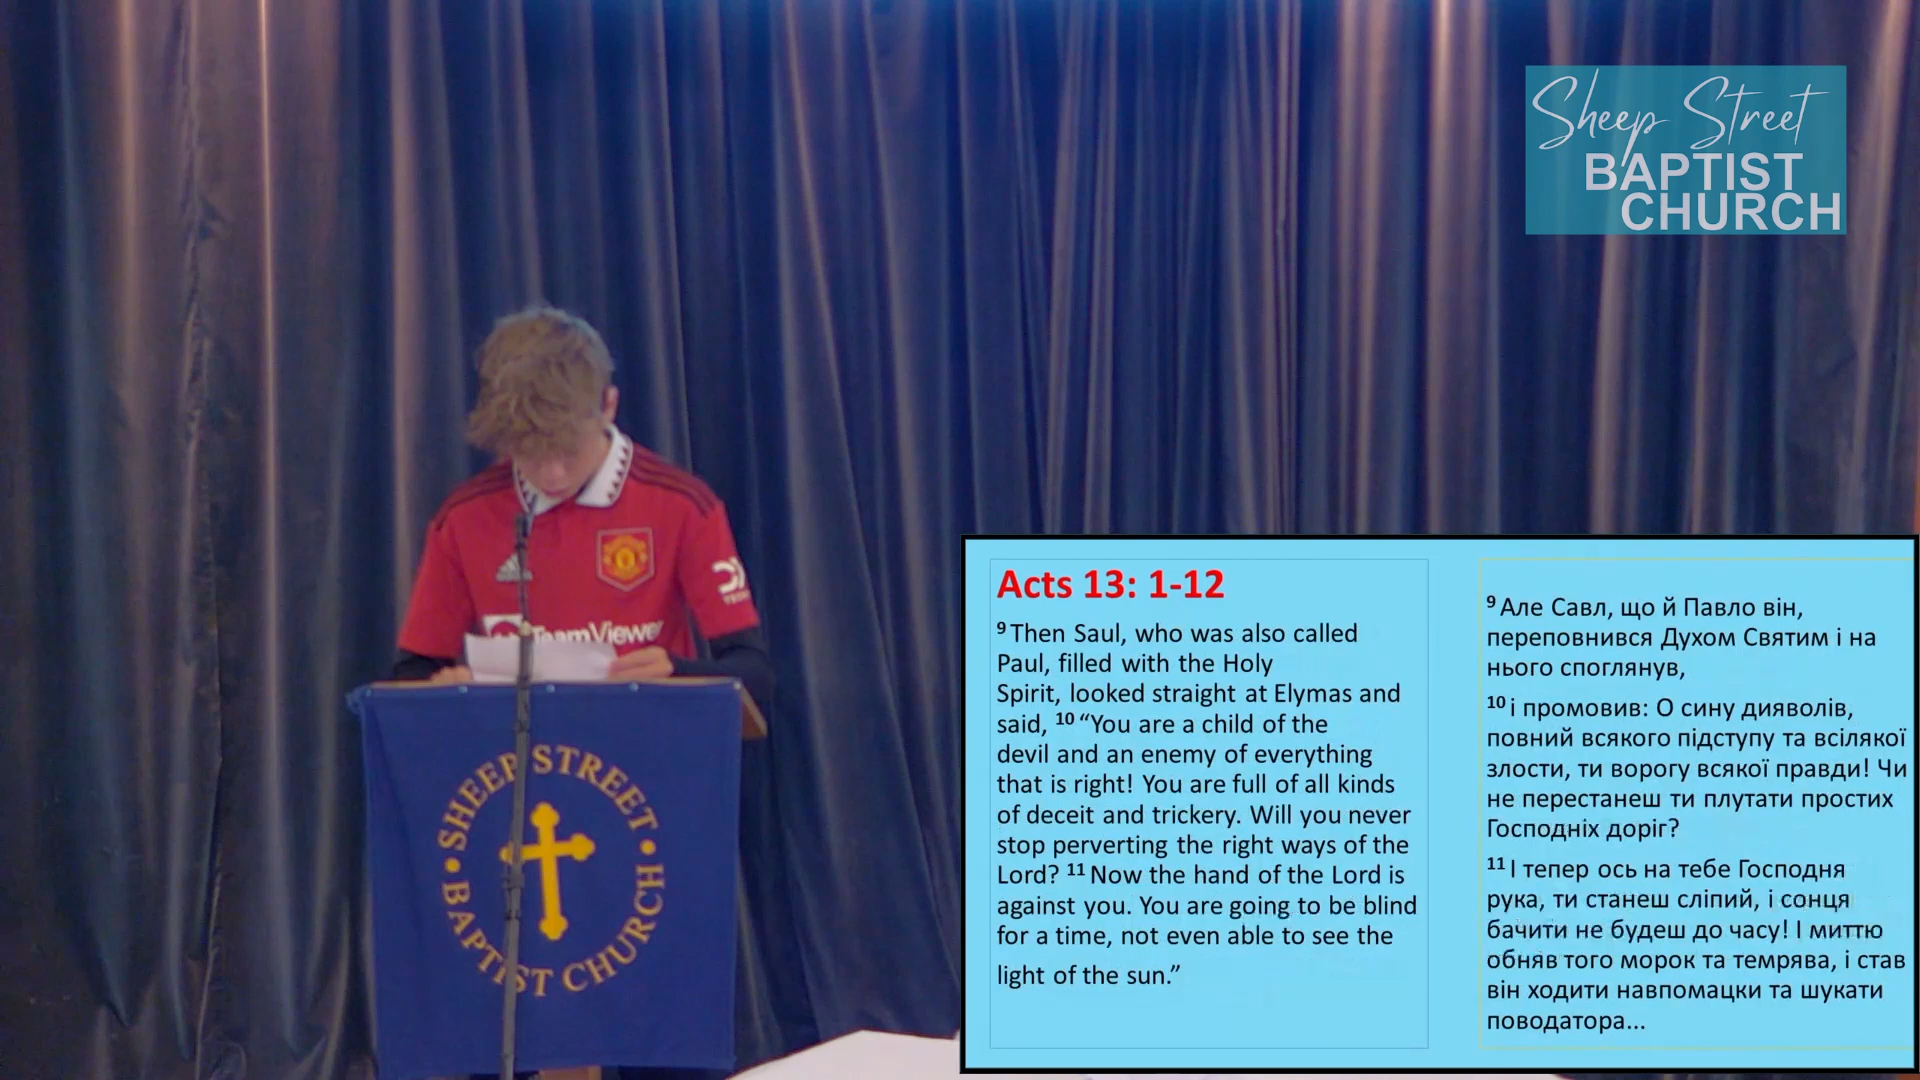 Sheep Street
BAPTIST
CHURCH
TeamViewer
SHEEP STREET
BAPTIST CHURCH
Acts 13: 1-12
⁹ Then Saul, who was also called
Paul, filled with the Holy
Spirit, looked straight at Elymas and
said, ¹⁰ “You are a child of the
devil and an enemy of everything
that is right! You are full of all kinds
of deceit and trickery. Will you never
stop perverting the right ways of the
Lord? ¹¹ Now the hand of the Lord is
against you. You are going to be blind
for a time, not even able to see the
light of the sun.”
⁹ Але Савл, що й Павло він,
переповнився Духом Святим і на
нього споглянув,
¹⁰ і промовив: О сину дияволів,
повний всякого підступу та всілякої
злости, ти ворогу всякої правди! Чи
не перестанеш ти плутати простих
Господніх доріг?
¹¹ І тепер ось на тебе Господня
рука, ти станеш сліпий, і сонця
бачити не будеш до часу! І миттю
обняв того морок та темрява, і став
він ходити навпомацки та шукати
поводатора...